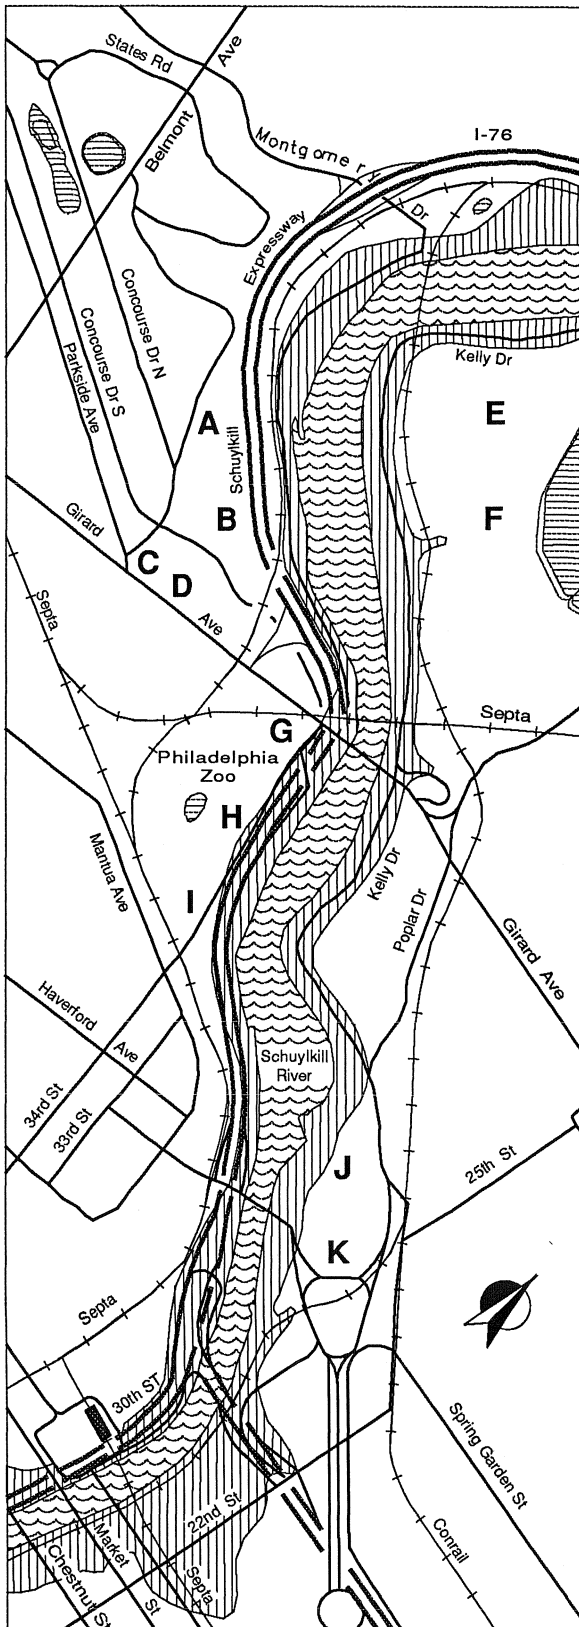 States Rd
Ave
Belmont
Montgomery
Dr
I-76
Expressway
Schuylkill
Concourse Dr N
Concourse Dr S
Parkside Ave
Kelly Dr
A
E
B
F
Girard
Ave
C
D
Septa
Septa
G
Philadelphia
Zoo
H
Mantua Ave
Kelly Dr
I
Poplar Dr
Girard Ave
Haverford
Ave
Schuylkill
River
34rd St
33rd St
J
25th St
K
Septa
30th ST
Spring Garden St
22nd St
Conrail
Market
St
Chestnut St
Septa